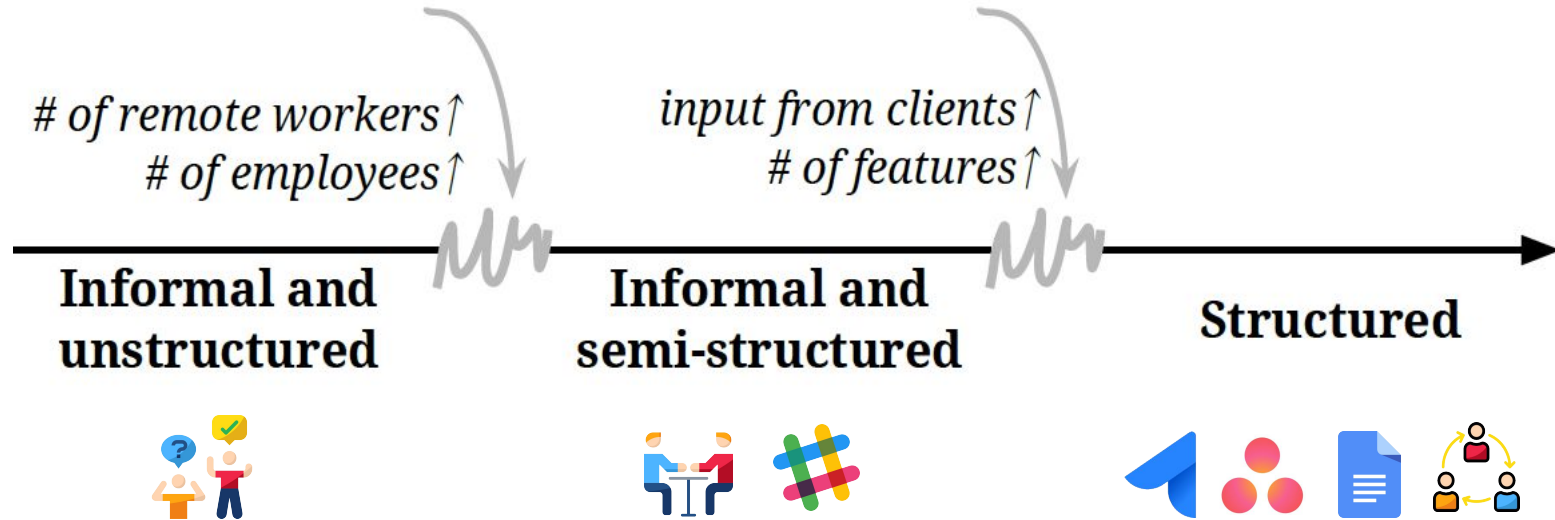 # of remote workers↑
# of employees↑
input from clients↑
# of features↑
Informal and
unstructured
Informal and
semi-structured
Structured
?